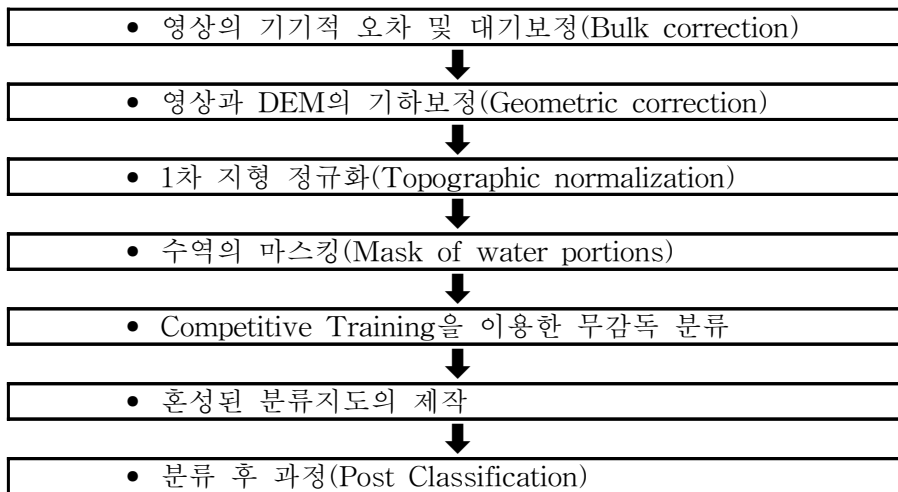 • 영상의 기기적 오차 및 대기보정(Bulk correction)
• 영상과 DEM의 기하보정(Geometric correction)
• 1차 지형 정규화(Topographic normalization)
• 수역의 마스킹(Mask of water portions)
• Competitive Training을 이용한 무감독 분류
• 혼성된 분류지도의 제작
• 분류 후 과정(Post Classification)